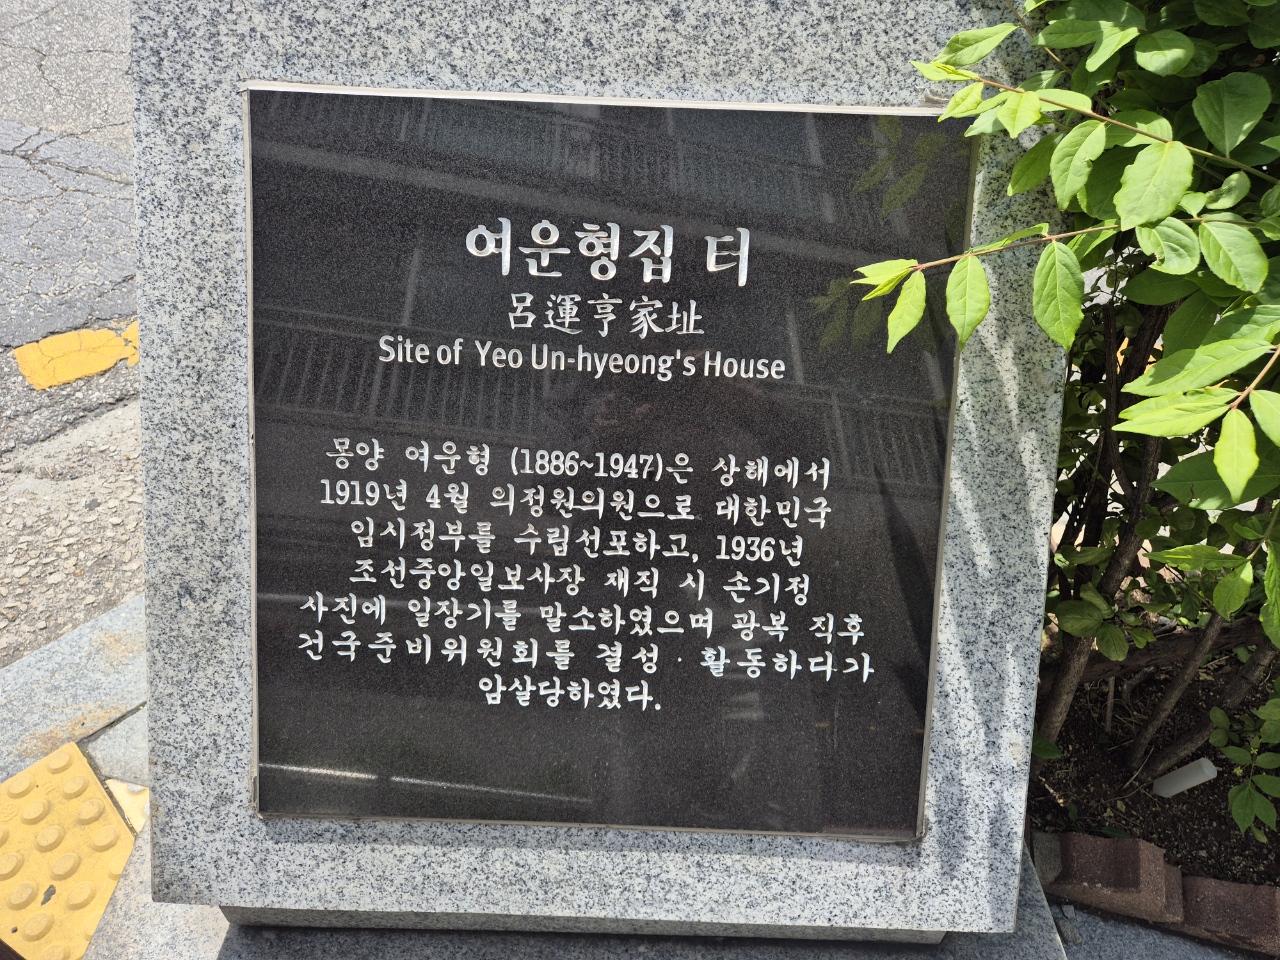 여운형집 터
呂運亨家址
Site of Yeo Un-hyeong's House
몽양 여운형 (1886~1947)은 상해에서
1919년 4월 의정원의원으로 대한민국
임시정부를 수립선포하고, 1936년
조선중앙일보사장 재직 시 손기정
사진에 일장기를 말소하였으며 광복 직후
건국준비위원회를 결성·활동하다가
암살당하였다.